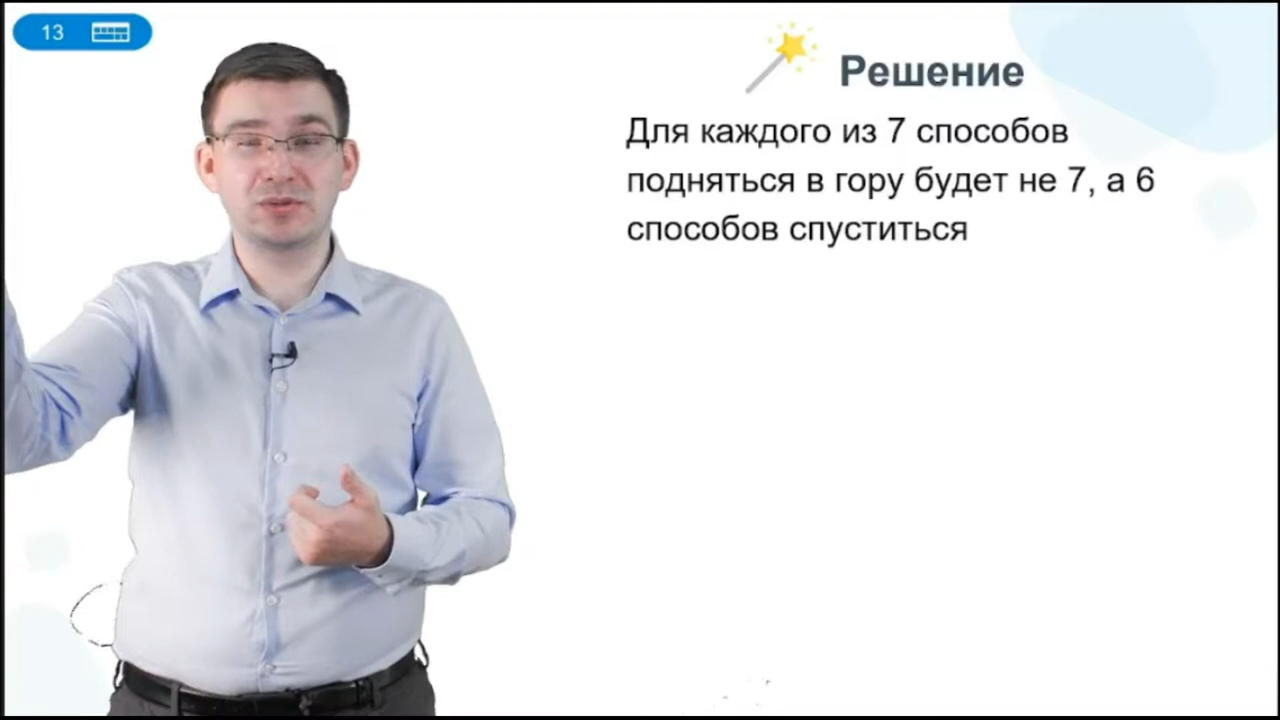 13
Решение
Для каждого из 7 способов
подняться в гору будет не 7, а 6
способов спуститься